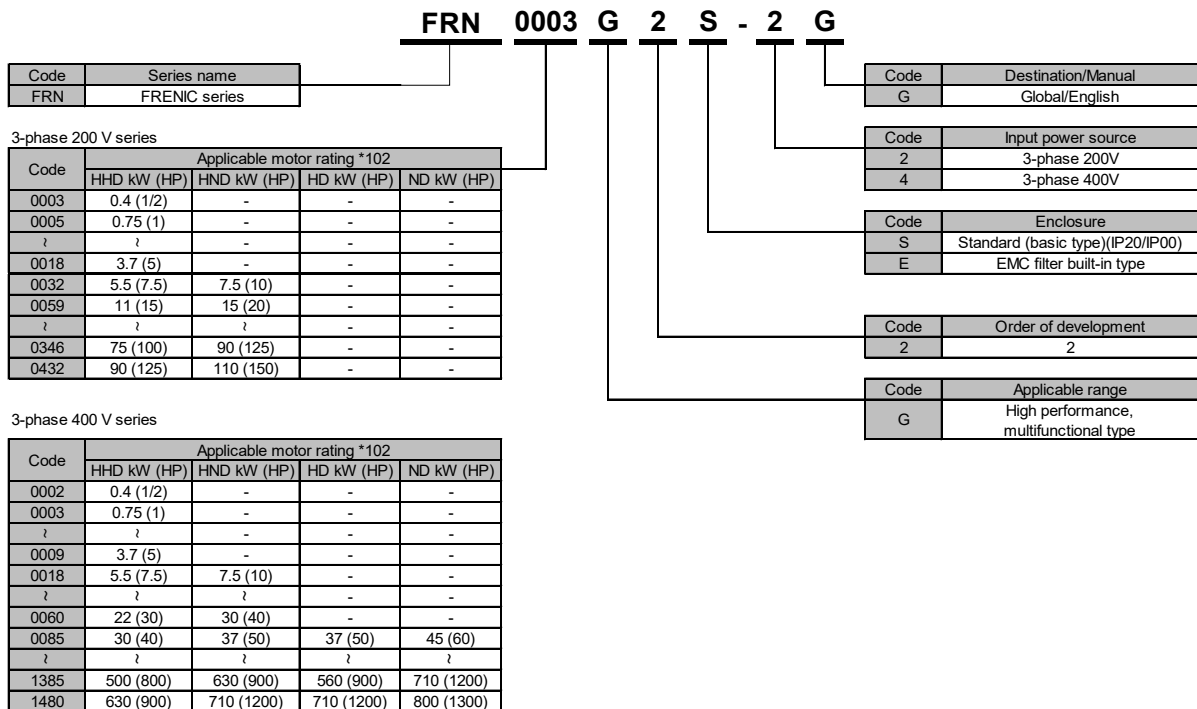 FRN 0003 G 2 S - 2 G
Code Series name
FRN FRENIC series
3-phase 200 V series
Code Applicable motor rating *102
HHD kW (HP) HND kW (HP) HD kW (HP) ND kW (HP)
0003 0.4 (1/2) - - -
0005 0.75 (1) - - -
≀ ≀ - - -
0018 3.7 (5) - - -
0032 5.5 (7.5) 7.5 (10) - -
0059 11 (15) 15 (20) - -
≀ ≀ ≀ - -
0346 75 (100) 90 (125) - -
0432 90 (125) 110 (150) - -
3-phase 400 V series
Code Applicable motor rating *102
HHD kW (HP) HND kW (HP) HD kW (HP) ND kW (HP)
0002 0.4 (1/2) - - -
0003 0.75 (1) - - -
≀ ≀ - - -
0009 3.7 (5) - - -
0018 5.5 (7.5) 7.5 (10) - -
≀ ≀ ≀ - -
0060 22 (30) 30 (40) - -
0085 30 (40) 37 (50) 37 (50) 45 (60)
≀ ≀ ≀ ≀ ≀
1385 500 (800) 630 (900) 560 (900) 710 (1200)
1480 630 (900) 710 (1200) 710 (1200) 800 (1300)
Code Destination/Manual
G Global/English
Code Input power source
2 3-phase 200V
4 3-phase 400V
Code Enclosure
S Standard (basic type)(IP20/IP00)
E EMC filter built-in type
Code Order of development
2 2
Code Applicable range
G High performance,
multifunctional type